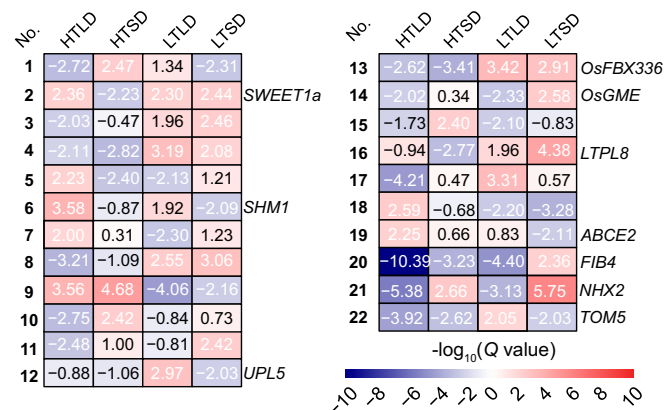 No. HTLD HTSD LTLD LTSD
1 −2.72 2.47 1.34 −2.31
2 2.36 −2.23 2.30 2.44 SWEET1a
3 −2.03 −0.47 1.96 2.46
4 −2.11 −2.82 3.19 2.08
5 2.23 −2.40 −2.13 1.21
6 3.58 −0.87 1.92 −2.09 SHM1
7 2.00 0.31 −2.30 1.23
8 −3.21 −1.09 2.55 3.06
9 3.56 4.68 −4.06 −2.16
10 −2.75 2.42 −0.84 0.73
11 −2.48 1.00 −0.81 2.42
12 −0.88 −1.06 2.97 −2.03 UPL5
No. HTLD HTSD LTLD LTSD
13 −2.62 −3.41 3.42 2.91 OsFBX336
14 −2.02 0.34 −2.33 2.58 OsGME
15 −1.73 2.40 −2.10 −0.83
16 −0.94 −2.77 1.96 4.38 LTPL8
17 −4.21 0.47 3.31 0.57
18 2.59 −0.68 −2.20 −3.28
19 2.25 0.66 0.83 −2.11 ABCE2
20 −10.39 −3.23 −4.40 2.36 FIB4
21 −5.38 2.66 −3.13 5.75 NHX2
22 −3.92 −2.62 2.05 −2.03 TOM5
-log10(Q value)
−10 −8 −6 −4 −2 0 2 4 6 8 10